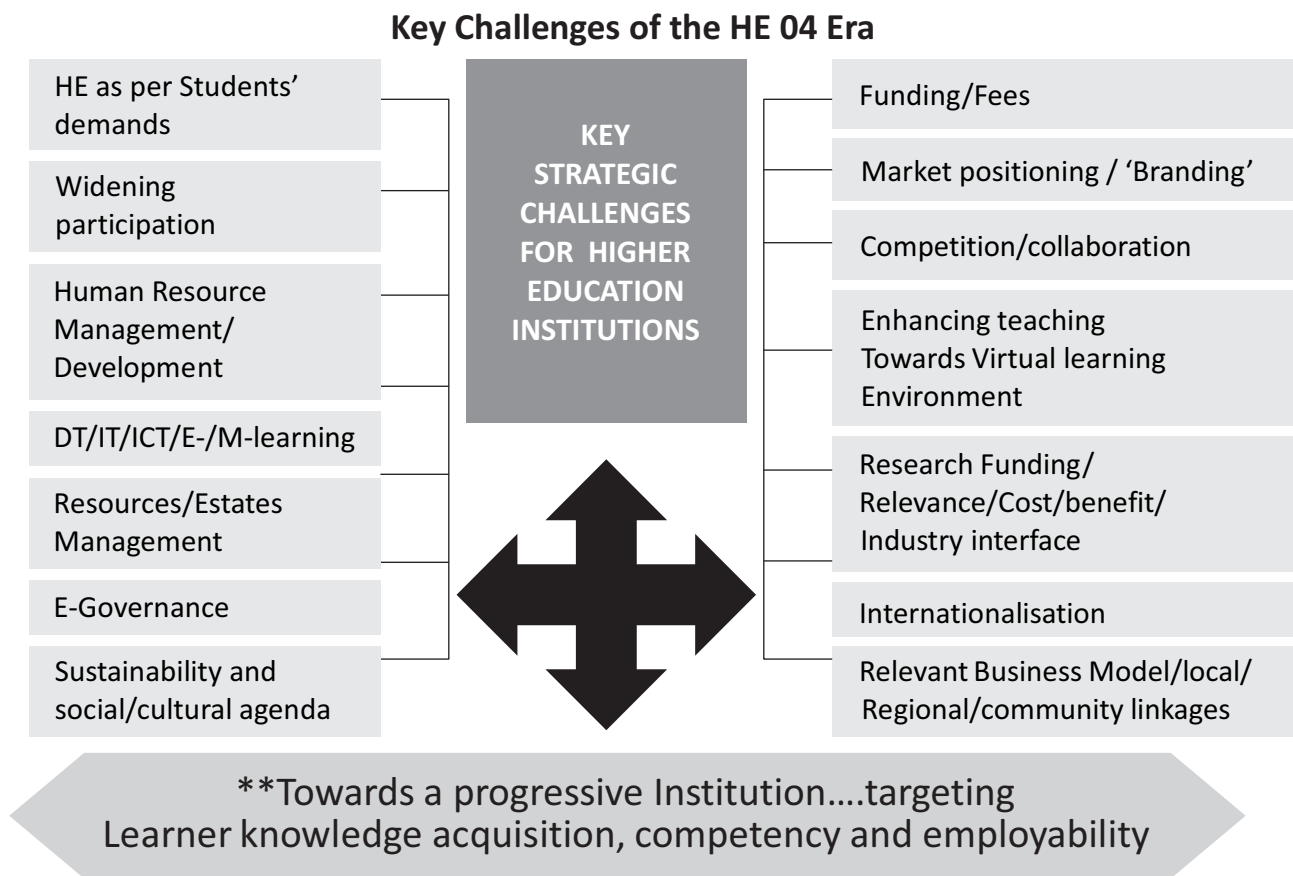 Key Challenges of the HE 04 Era
HE as per Students’
demands
Widening
participation
Human Resource
Management/
Development
DT/IT/ICT/E-/M-learning
Resources/Estates
Management
E-Governance
Sustainability and
social/cultural agenda
KEY
STRATEGIC
CHALLENGES
FOR HIGHER
EDUCATION
INSTITUTIONS
Funding/Fees
Market positioning / ‘Branding’
Competition/collaboration
Enhancing teaching
Towards Virtual learning
Environment
Research Funding/
Relevance/Cost/benefit/
Industry interface
Internationalisation
Relevant Business Model/local/
Regional/community linkages
**Towards a progressive Institution....targeting
Learner knowledge acquisition, competency and employability